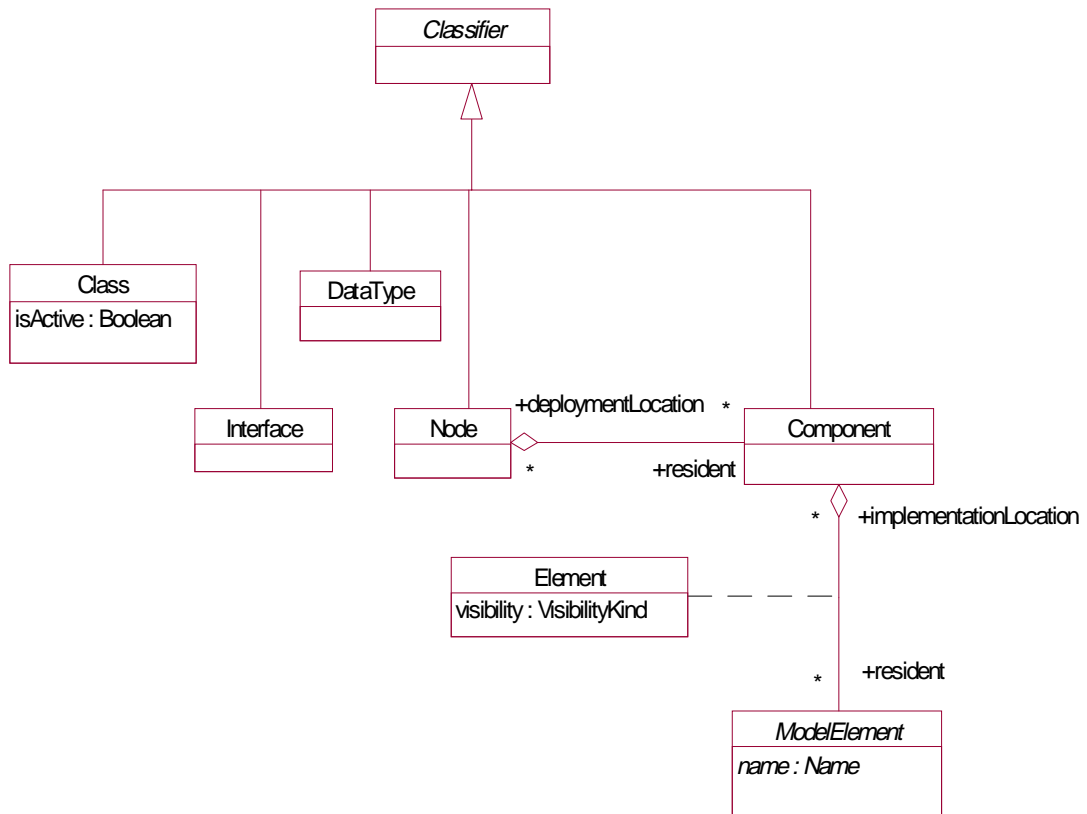 Classifier
Class
isActive : Boolean
DataType
Interface
Node
+deploymentLocation *
Component
* +resident
* +implementationLocation
Element
visibility : VisibilityKind
* +resident
ModelElement
name : Name